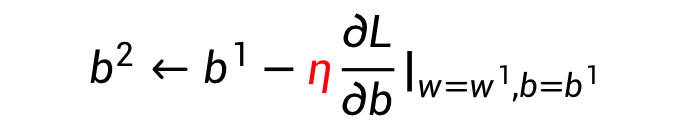 b² ← b¹ − η ∂L/∂b |w=w¹,b=b¹